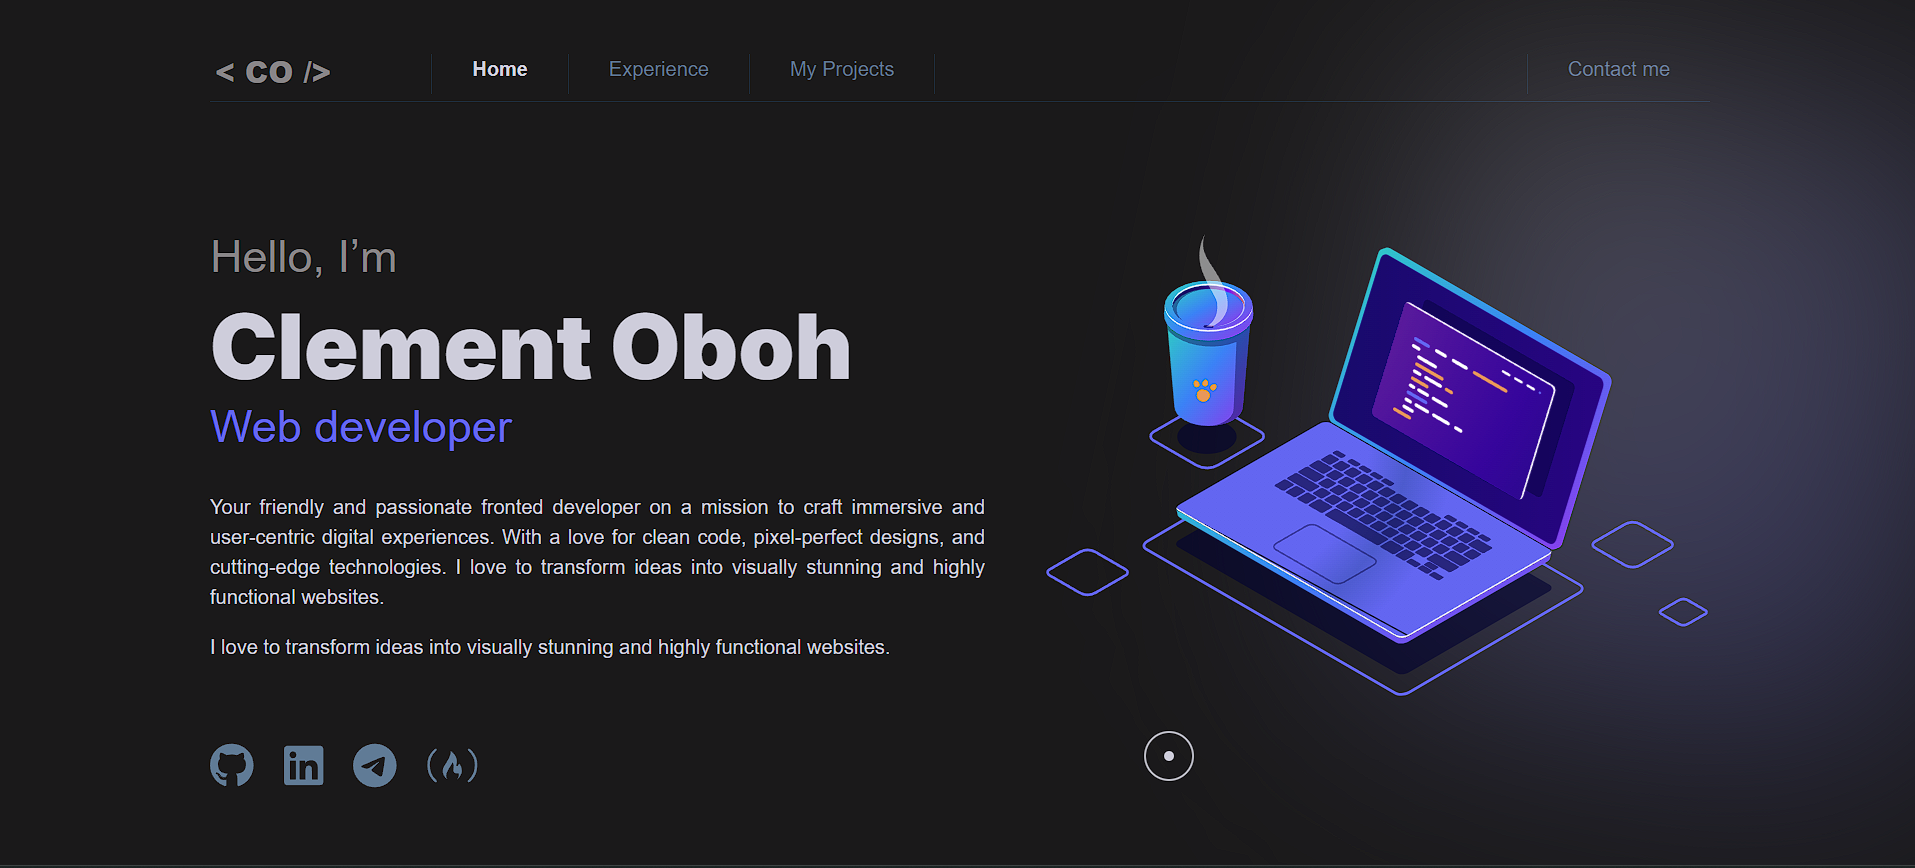 < CO />
Home
Experience
My Projects
Contact me
Hello, I’m
Clement Oboh
Web developer
Your friendly and passionate fronted developer on a mission to craft immersive and
user-centric digital experiences. With a love for clean code, pixel-perfect designs, and
cutting-edge technologies. I love to transform ideas into visually stunning and highly
functional websites.
I love to transform ideas into visually stunning and highly functional websites.
in